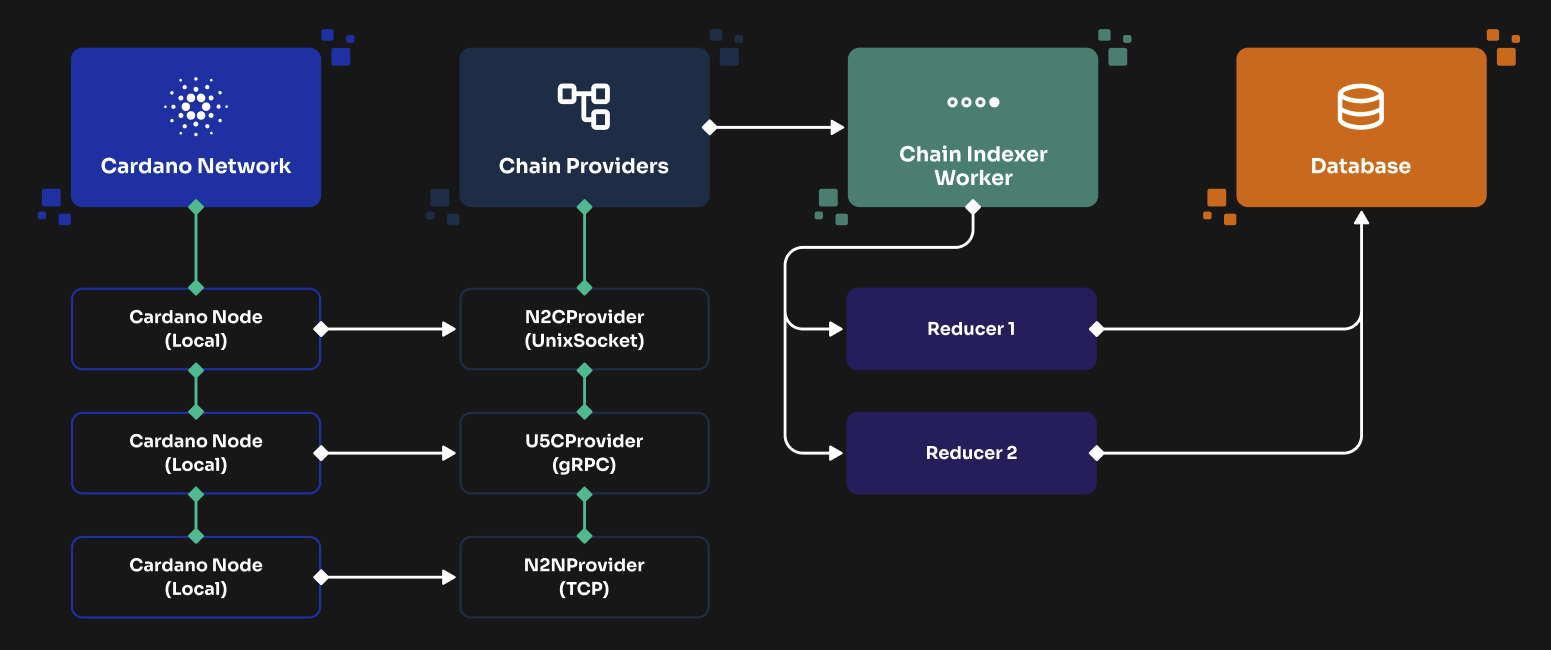 Cardano Network
Chain Providers
Chain Indexer
Worker
Database
Cardano Node
(Local)
N2CProvider
(UnixSocket)
Reducer 1
Cardano Node
(Local)
U5CProvider
(gRPC)
Reducer 2
Cardano Node
(Local)
N2NProvider
(TCP)